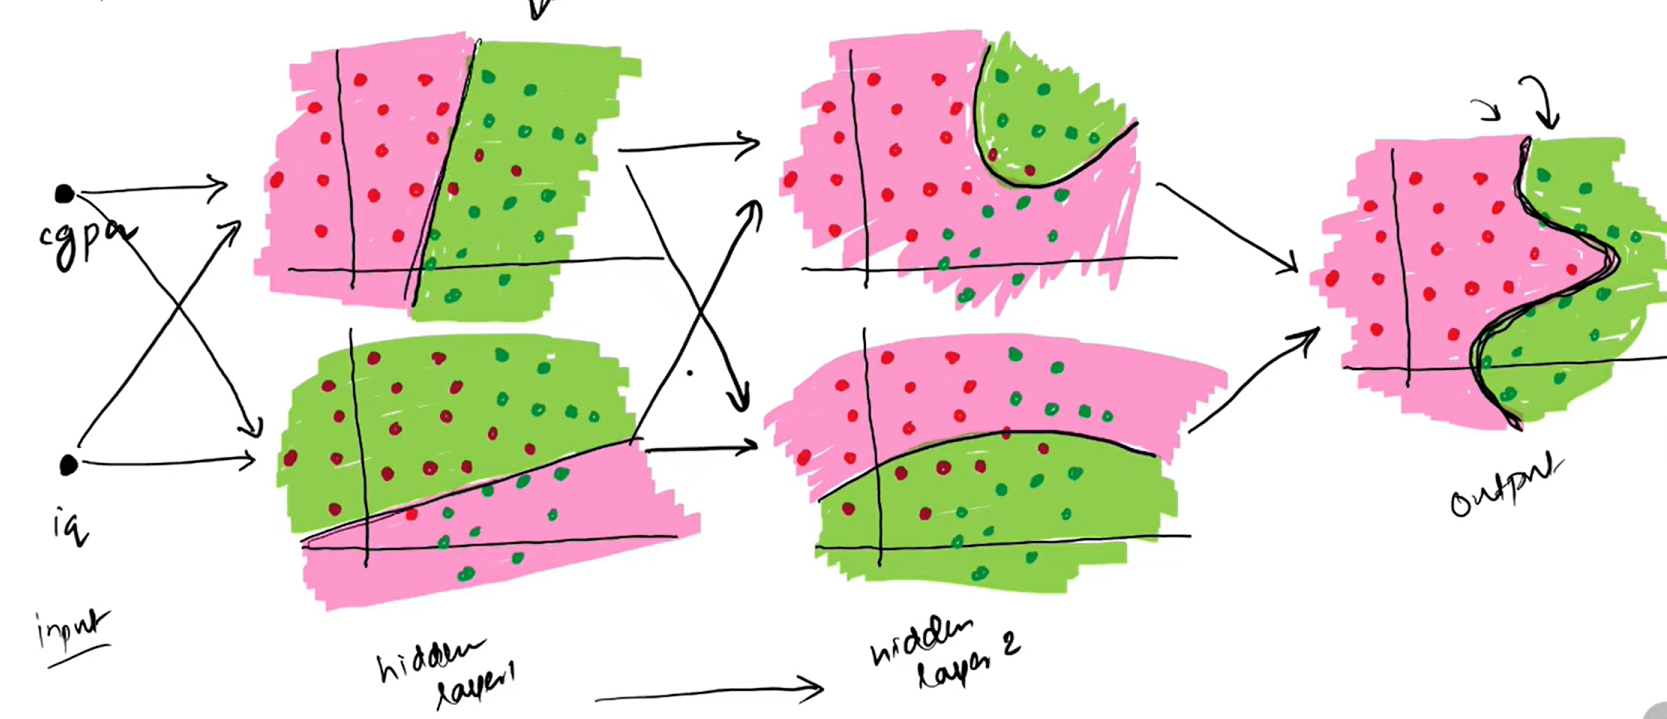 cgpa
iq
input
hidden
layer1
hidden
layer 2
output